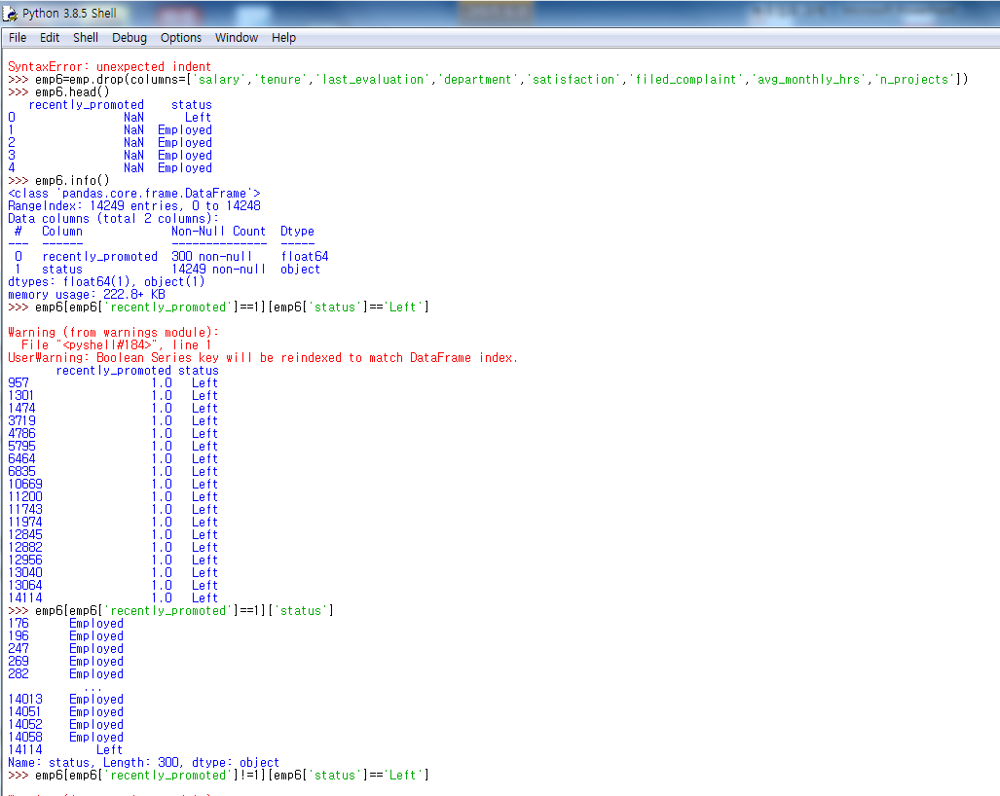 Python 3.8.5 Shell
File Edit Shell Debug Options Window Help
SyntaxError: unexpected indent
>>> emp6=emp.drop(columns=['salary','tenure','last_evaluation','department','satisfaction','filed_complaint','avg_monthly_hrs','n_projects'])
>>> emp6.head()
   recently_promoted    status
0                NaN      Left
1                NaN  Employed
2                NaN  Employed
3                NaN  Employed
4                NaN  Employed
>>> emp6.info()
<class 'pandas.core.frame.DataFrame'>
RangeIndex: 14249 entries, 0 to 14248
Data columns (total 2 columns):
 #   Column             Non-Null Count  Dtype
---  ------             --------------  -----
 0   recently_promoted  300 non-null    float64
 1   status             14249 non-null  object
dtypes: float64(1), object(1)
memory usage: 222.8+ KB
>>> emp6[emp6['recently_promoted']==1][emp6['status']=='Left']
Warning (from warnings module):
  File "<pyshell#184>", line 1
UserWarning: Boolean Series key will be reindexed to match DataFrame index.
       recently_promoted status
957                  1.0   Left
1301                 1.0   Left
1474                 1.0   Left
3719                 1.0   Left
4786                 1.0   Left
5795                 1.0   Left
6464                 1.0   Left
6835                 1.0   Left
10669                1.0   Left
11200                1.0   Left
11743                1.0   Left
11974                1.0   Left
12845                1.0   Left
12882                1.0   Left
12956                1.0   Left
13040                1.0   Left
13064                1.0   Left
14114                1.0   Left
>>> emp6[emp6['recently_promoted']==1]['status']
176      Employed
196      Employed
247      Employed
269      Employed
282      Employed
           ...
14013    Employed
14051    Employed
14052    Employed
14058    Employed
14114        Left
Name: status, Length: 300, dtype: object
>>> emp6[emp6['recently_promoted']!=1][emp6['status']=='Left']